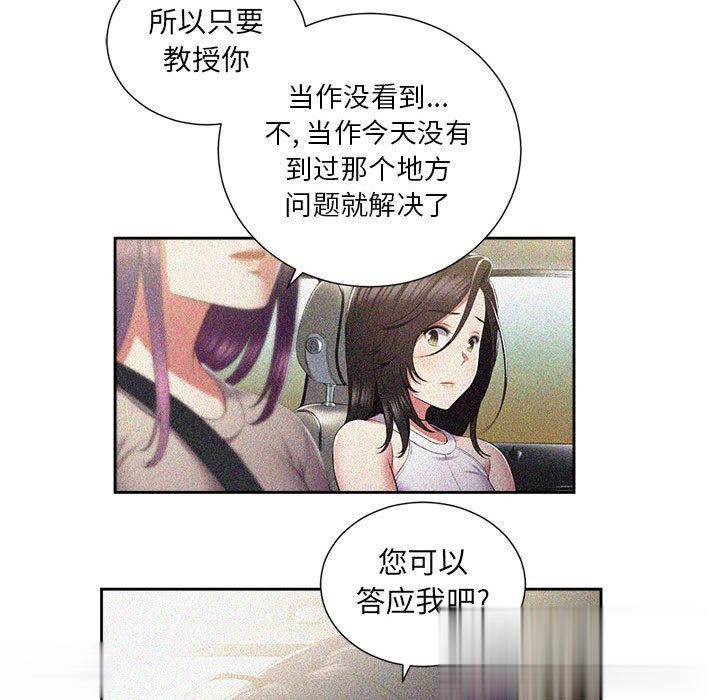 所以只要
教授你
当作没看到...
不, 当作今天没有
到过那个地方
问题就解决了
您可以
答应我吧?